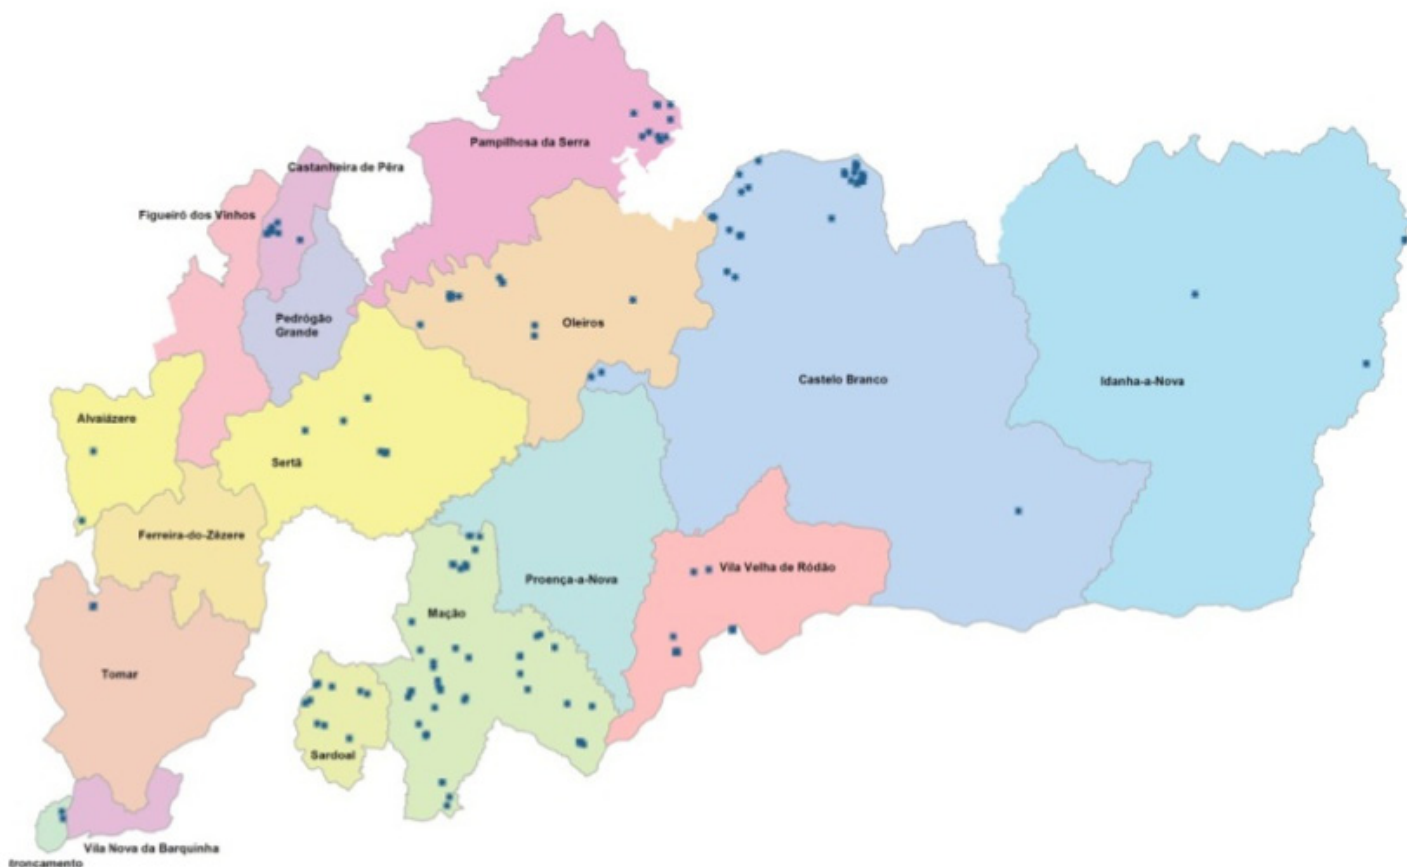 Pampilhosa da Serra
Castanheira de Pêra
Figueiró dos Vinhos
Pedrógão
Grande
Oleiros
Castelo Branco
Idanha-a-Nova
Alvaiázere
Sertã
Ferreira-do-Zêzere
Vila Velha de Ródão
Proença-a-Nova
Mação
Tomar
Sardoal
Vila Nova da Barquinha
troncamento